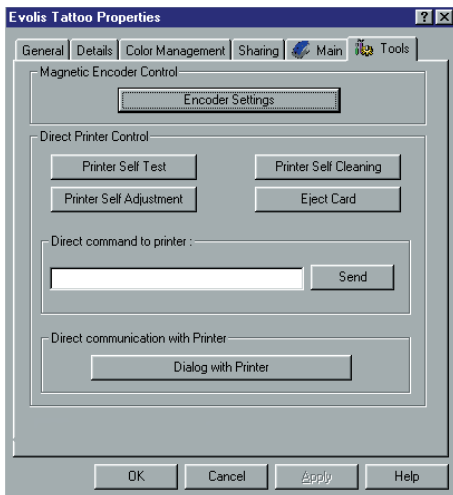 Evolis Tattoo Properties
General Details Color Management Sharing Main Tools
Magnetic Encoder Control
Encoder Settings
Direct Printer Control
Printer Self Test Printer Self Cleaning
Printer Self Adjustment Eject Card
Direct command to printer :
Send
Direct communication with Printer
Dialog with Printer
OK Cancel Apply Help